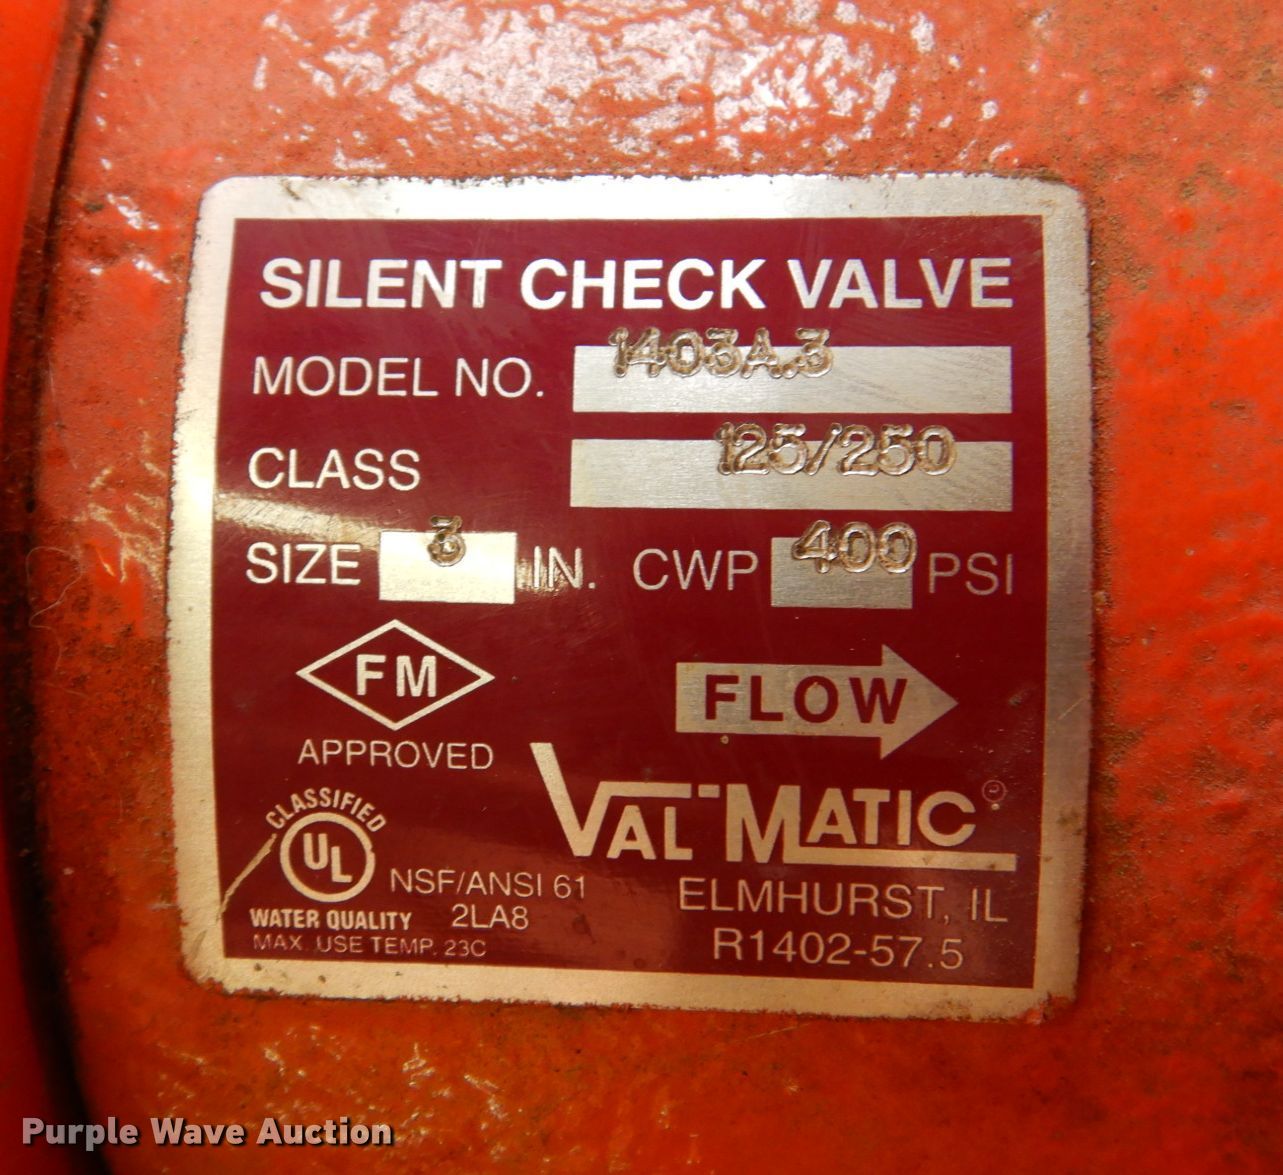 SILENT CHECK VALVE
MODEL NO. 1403A.3
CLASS 125/250
SIZE 3 IN. CWP 400 PSI
FM
APPROVED
FLOW
VAL-MATIC
CLASSIFIED
UL
NSF/ANSI 61
WATER QUALITY 2LA8
MAX. USE TEMP. 23C
ELMHURST, IL
R1402-57.5
Purple Wave Auction